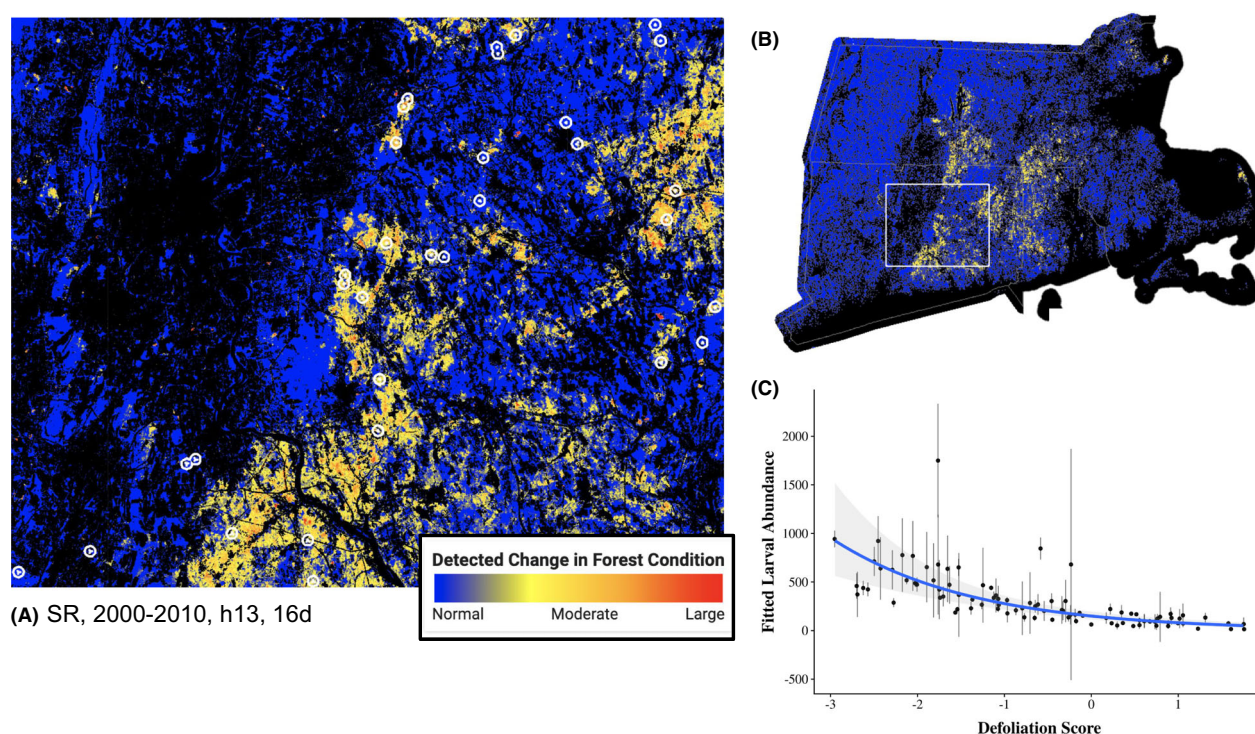 Detected Change in Forest Condition
Normal Moderate Large
(A) SR, 2000-2010, h13, 16d
(B)
(C)
Fitted Larval Abundance
2000
1500
1000
500
0
-500
-3 -2 -1 0 1
Defoliation Score